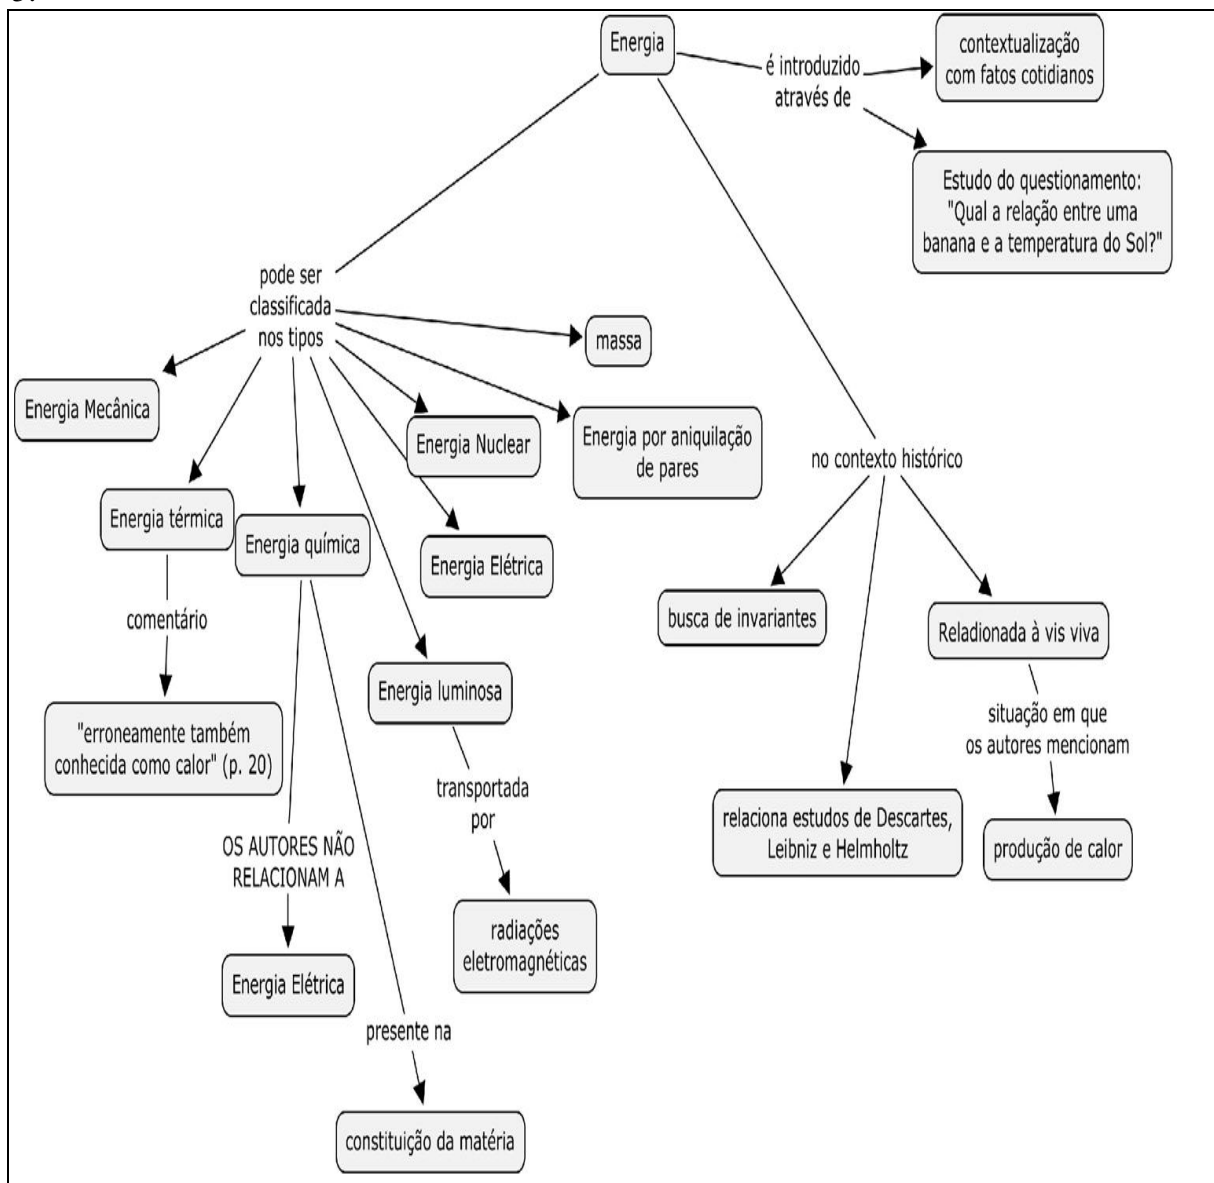 Energia
é introduzido
através de
contextualização
com fatos cotidianos
Estudo do questionamento:
"Qual a relação entre uma
banana e a temperatura do Sol?"
pode ser
classificada
nos tipos
massa
Energia Mecânica
Energia Nuclear
Energia por aniquilação
de pares
no contexto histórico
Energia térmica
Energia química
Energia Elétrica
comentário
busca de invariantes
Reladionada à vis viva
Energia luminosa
"erroneamente também
conhecida como calor" (p. 20)
situação em que
os autores mencionam
transportada
por
relaciona estudos de Descartes,
Leibniz e Helmholtz
produção de calor
OS AUTORES NÃO
RELACIONAM A
radiações
eletromagnéticas
Energia Elétrica
presente na
constituição da matéria